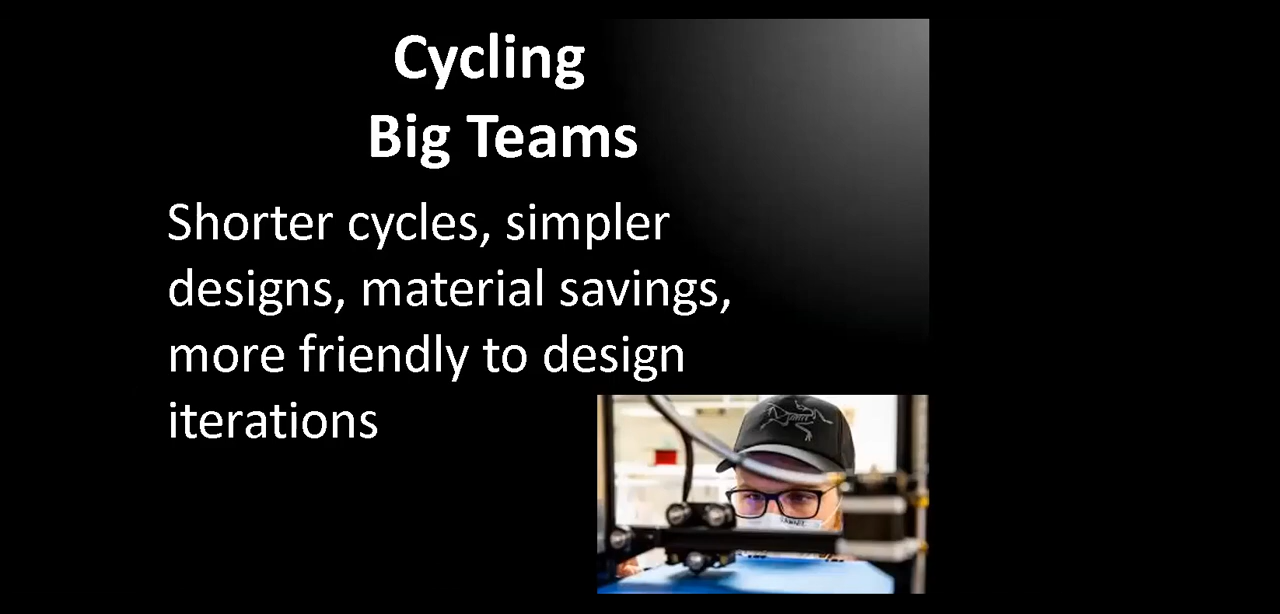 Cycling
Big Teams
Shorter cycles, simpler
designs, material savings,
more friendly to design
iterations